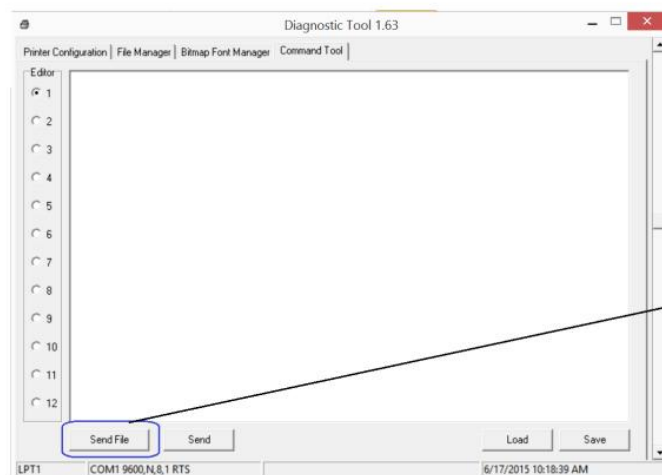 Diagnostic Tool 1.63
Printer Configuration File Manager Bitmap Font Manager Command Tool
Editor
1
2
3
4
5
6
7
8
9
10
11
12
Send File Send Load Save
LPT1 COM1 9600,N,8,1 RTS 6/17/2015 10:18:39 AM